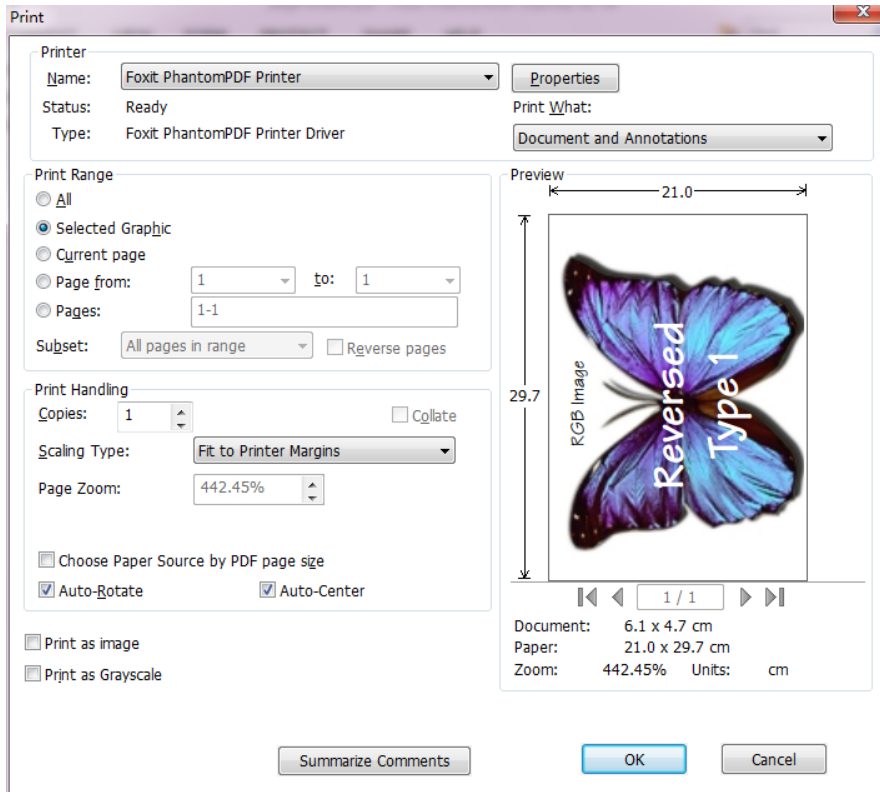 Print
Printer
Name: Foxit PhantomPDF Printer Properties
Status: Ready Print What:
Type: Foxit PhantomPDF Printer Driver Document and Annotations
Print Range
All
Selected Graphic
Current page
Page from: 1 to: 1
Pages: 1-1
Subset: All pages in range Reverse pages
Print Handling
Copies: 1 Collate
Scaling Type: Fit to Printer Margins
Page Zoom: 442.45%
Choose Paper Source by PDF page size
Auto-Rotate Auto-Center
Print as image
Print as Grayscale
Preview
21.0
29.7
RGB Image
Reversed
Type 1
1 / 1
Document: 6.1 x 4.7 cm
Paper: 21.0 x 29.7 cm
Zoom: 442.45% Units: cm
Summarize Comments OK Cancel